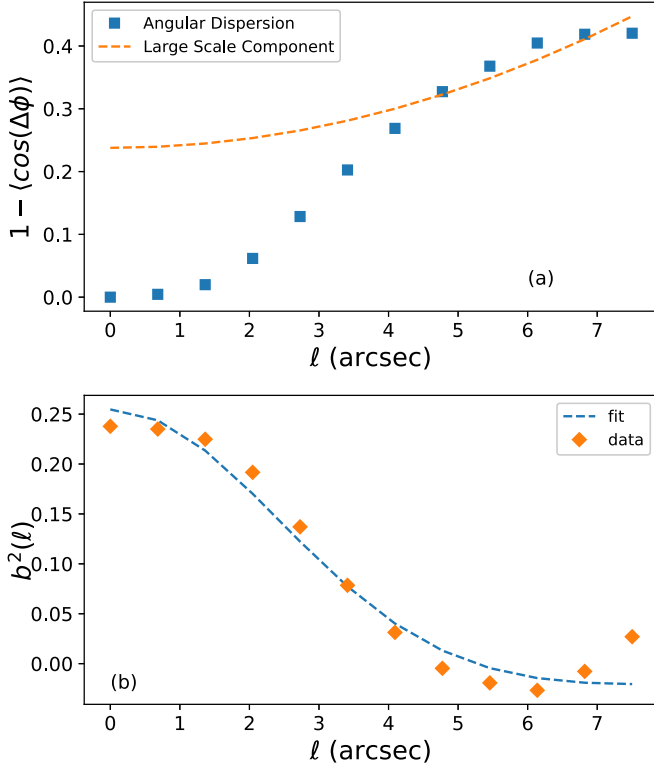 Angular Dispersion
Large Scale Component
1 − ⟨cos(Δϕ)⟩
0.4
0.3
0.2
0.1
0.0
(a)
0 1 2 3 4 5 6 7
ℓ (arcsec)
fit
data
b²(ℓ)
0.25
0.20
0.15
0.10
0.05
0.00
(b)
0 1 2 3 4 5 6 7
ℓ (arcsec)